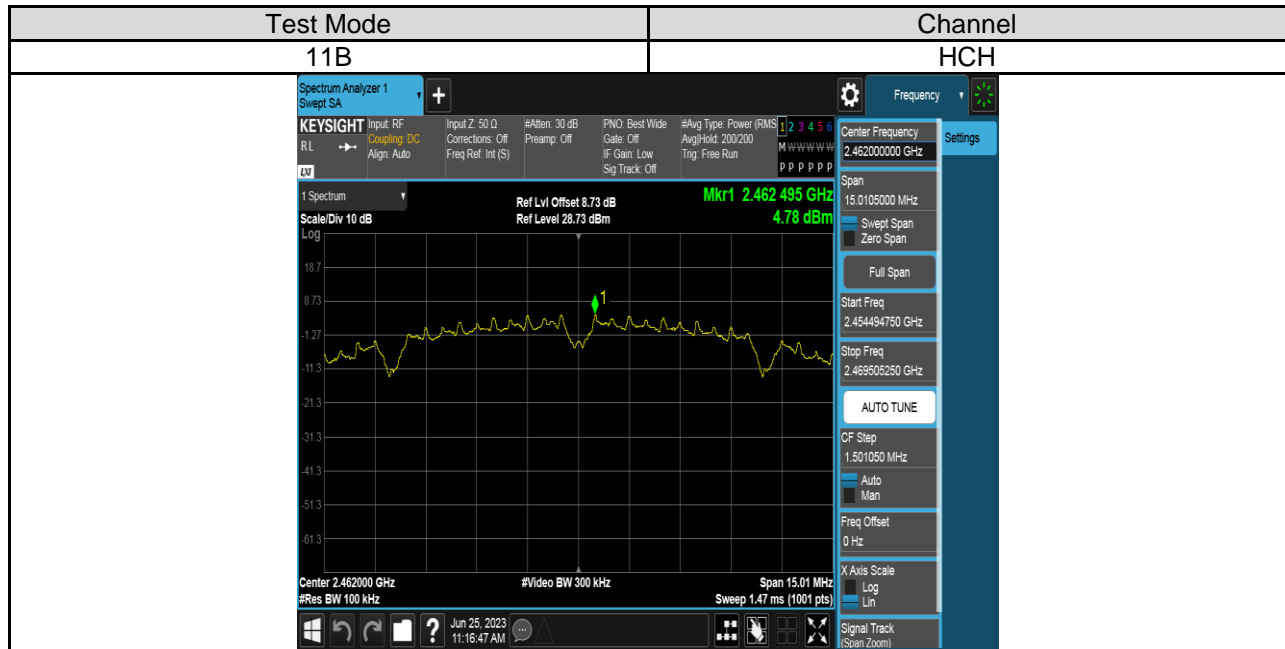 Test Mode Channel
11B HCH
Spectrum Analyzer 1
Swept SA
+
Frequency
KEYSIGHT
RL
LXI
Input: RF
Coupling: DC
Align: Auto
Input Z: 50 Ω
Corrections: Off
Freq Ref: Int (S)
#Atten: 30 dB
Preamp: Off
PNO: Best Wide
Gate: Off
IF Gain: Low
Sig Track: Off
#Avg Type: Power (RMS
Avg|Hold: 200/200
Trig: Free Run
1 2 3 4 5 6
M W W W W W
P P P P P P
1 Spectrum
Scale/Div 10 dB
Log
Ref Lvl Offset 8.73 dB
Ref Level 28.73 dBm
Mkr1 2.462 495 GHz
4.78 dBm
18.7
8.73
-1.27
-11.3
-21.3
-31.3
-41.3
-51.3
-61.3
1
Center 2.462000 GHz
#Res BW 100 kHz
#Video BW 300 kHz
Span 15.01 MHz
Sweep 1.47 ms (1001 pts)
?
Jun 25, 2023
11:16:47 AM
Center Frequency
2.462000000 GHz
Settings
Span
15.0105000 MHz
Swept Span
Zero Span
Full Span
Start Freq
2.454494750 GHz
Stop Freq
2.469505250 GHz
AUTO TUNE
CF Step
1.501050 MHz
Auto
Man
Freq Offset
0 Hz
X Axis Scale
Log
Lin
Signal Track
(Span Zoom)